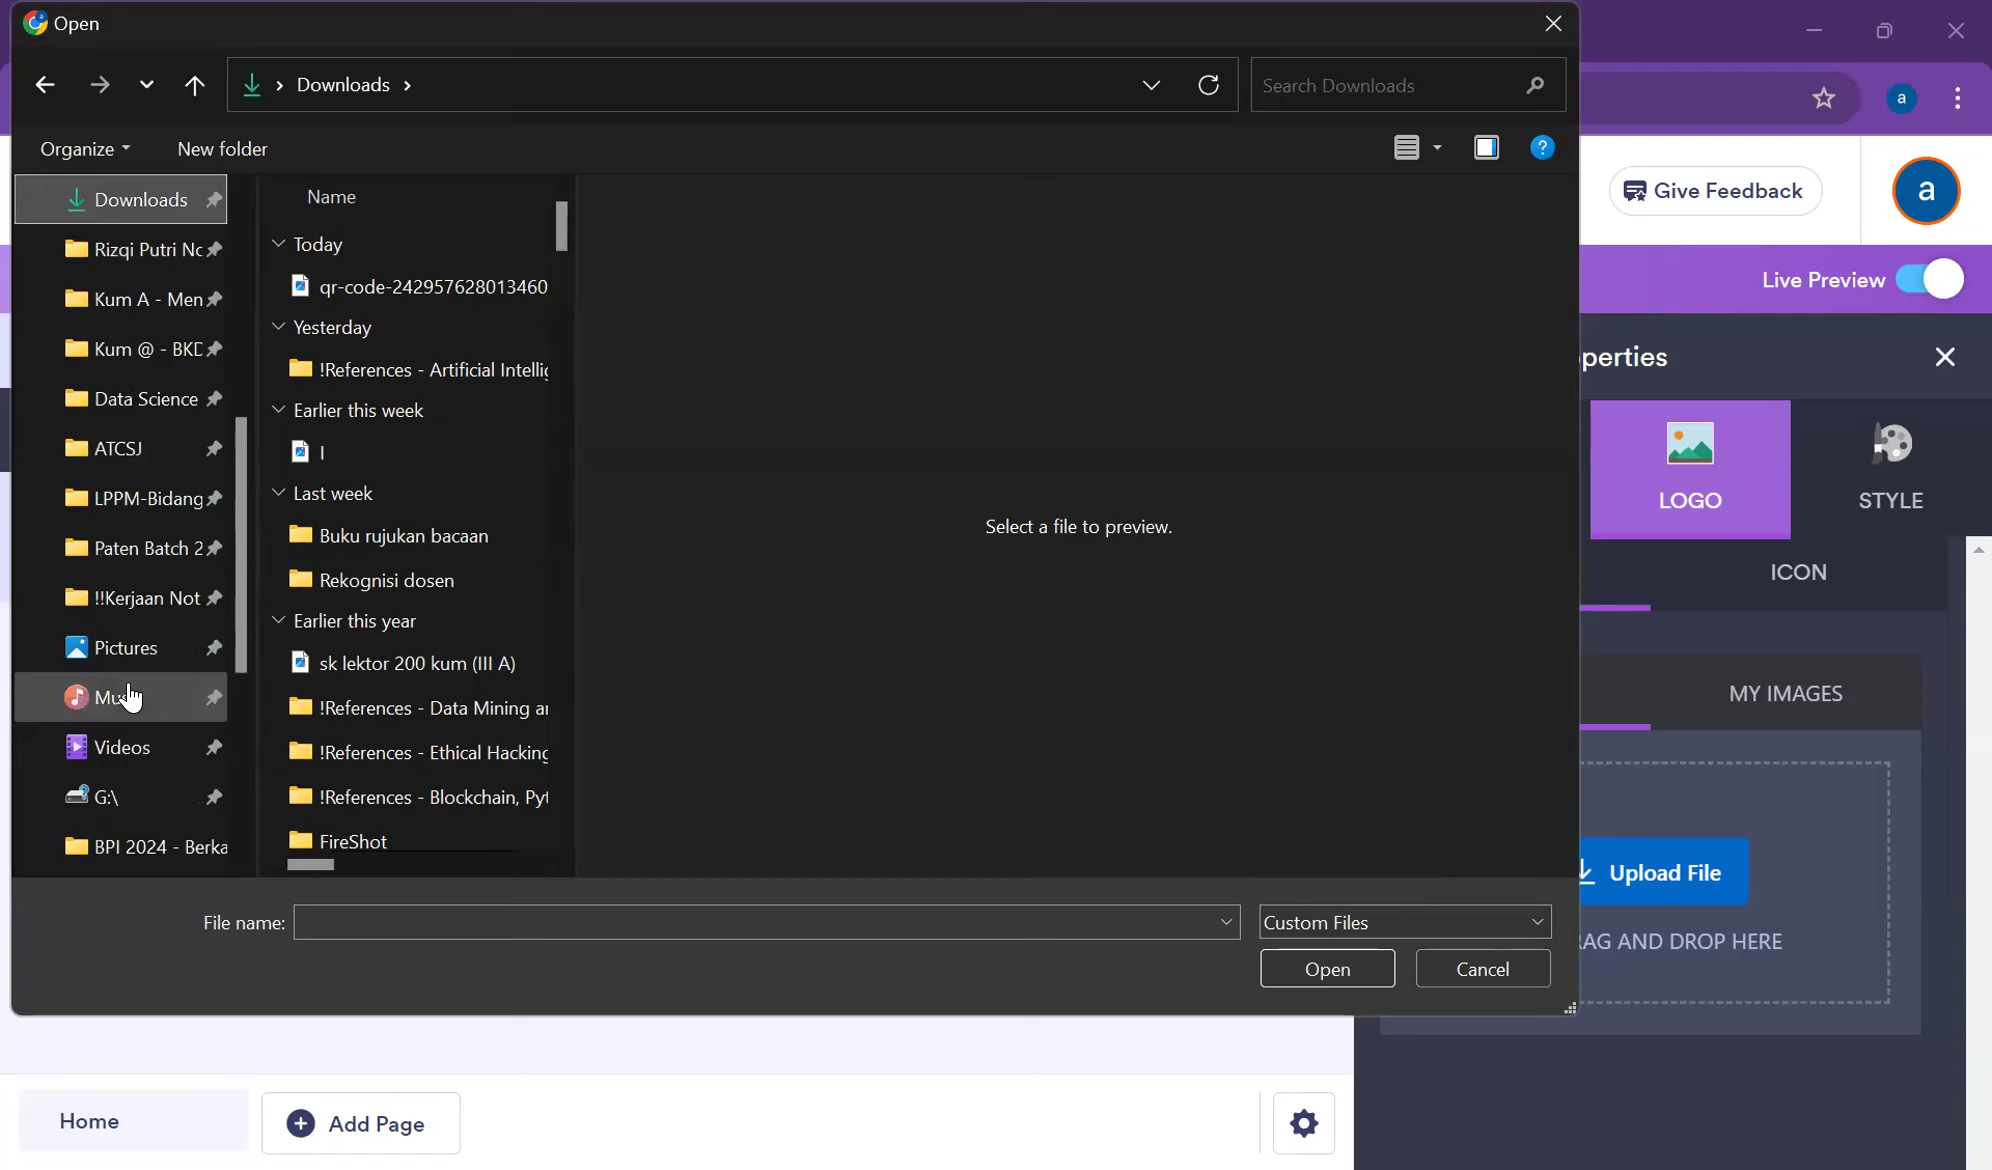 Open
Downloads
Search Downloads
Organize
New folder
Downloads
Rizqi Putri Nc
Kum A - Men
Kum @ - BKD
Data Science
ATCSJ
LPPM-Bidang
Paten Batch 2
!!Kerjaan Not
Pictures
Videos
G:\
BPI 2024 - Berka
Name
Today
qr-code-242957628013460
Yesterday
!References - Artificial Intellig
Earlier this week
I
Last week
Buku rujukan bacaan
Rekognisi dosen
Earlier this year
sk lektor 200 kum (III A)
!References - Data Mining ar
!References - Ethical Hacking
!References - Blockchain, Pyt
FireShot
Select a file to preview.
File name:
Custom Files
Open
Cancel
a
Give Feedback
a
Live Preview
perties
LOGO
STYLE
ICON
MY IMAGES
Upload File
AG AND DROP HERE
Home
Add Page